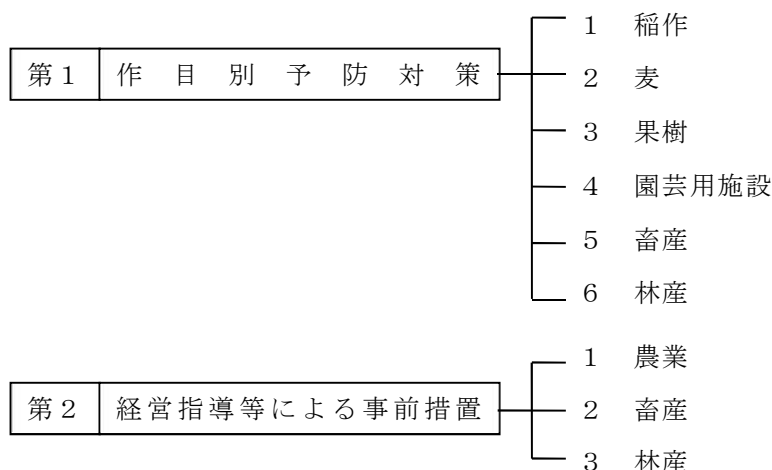 第１ 作目別予防対策
１ 稲作
２ 麦
３ 果樹
４ 園芸用施設
５ 畜産
６ 林産
第２ 経営指導等による事前措置
１ 農業
２ 畜産
３ 林産